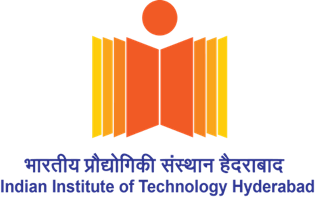 भारतीय प्रौद्योगिकी संस्थान हैदराबाद
Indian Institute of Technology Hyderabad